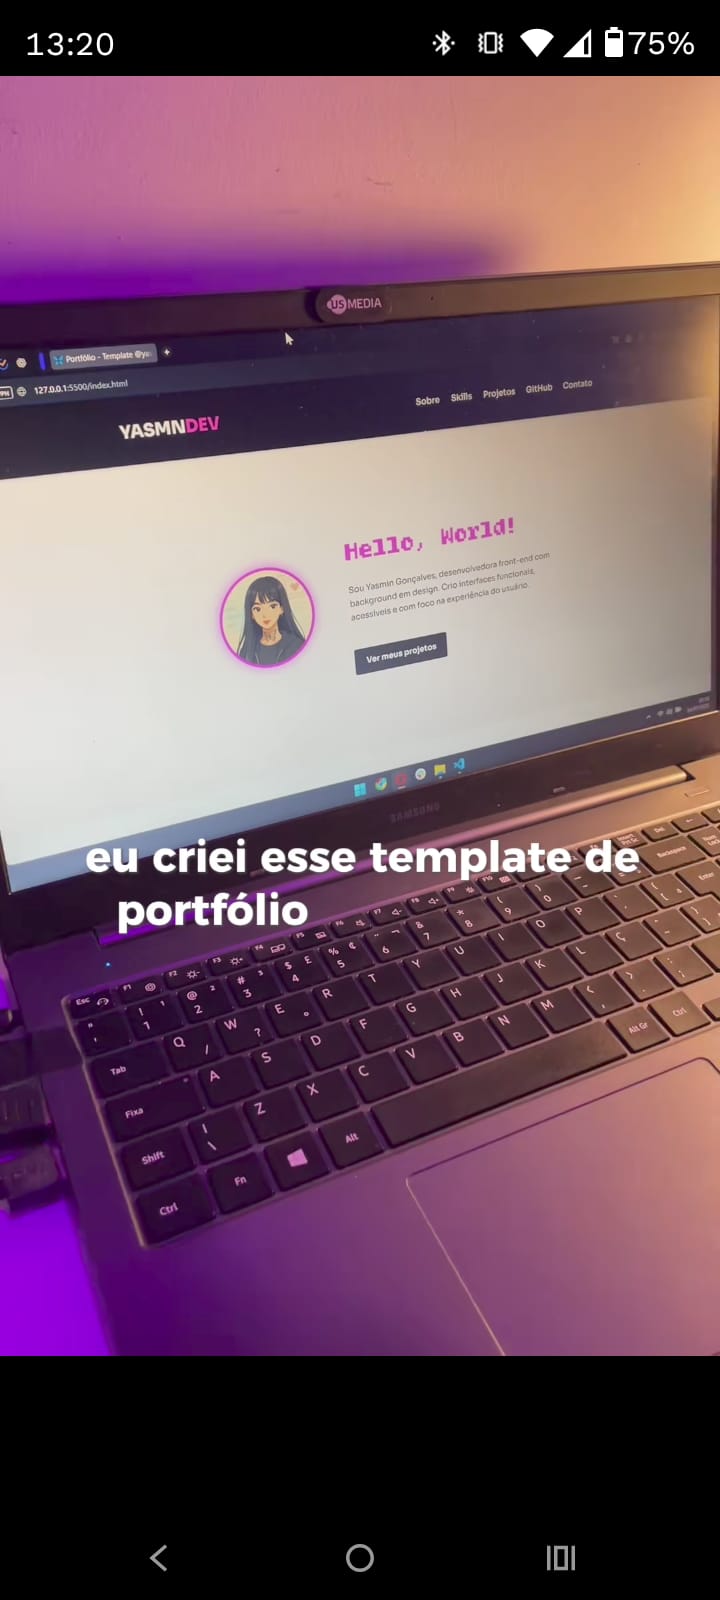 13:20
75%
US MEDIA
Portfólio - Template @ya
127.0.0.1:5500/index.html
YASMNDEV
Sobre Skills Projetos GitHub Contato
Hello, World!
Sou Yasmin Gonçalves, desenvolvedora front-end com
background em design. Crio interfaces funcionais,
acessíveis e com foco na experiência do usuário.
Ver meus projetos
SAMSUNG
eu criei esse template de
portfólio
Esc F1 F2 F4 F5 F6 F7 F8 F9 F10
! 1 @ 2 # 3 $ 4 % 5 6 & 7 * 8 ( 9 ) 0
Backspace
Tab Q W E R T Y U I O P
Enter
Fixa A S D F G H J K L Ç
Shift \ Z X C V B N M
Ctrl Fn Alt Alt Gr Ctrl